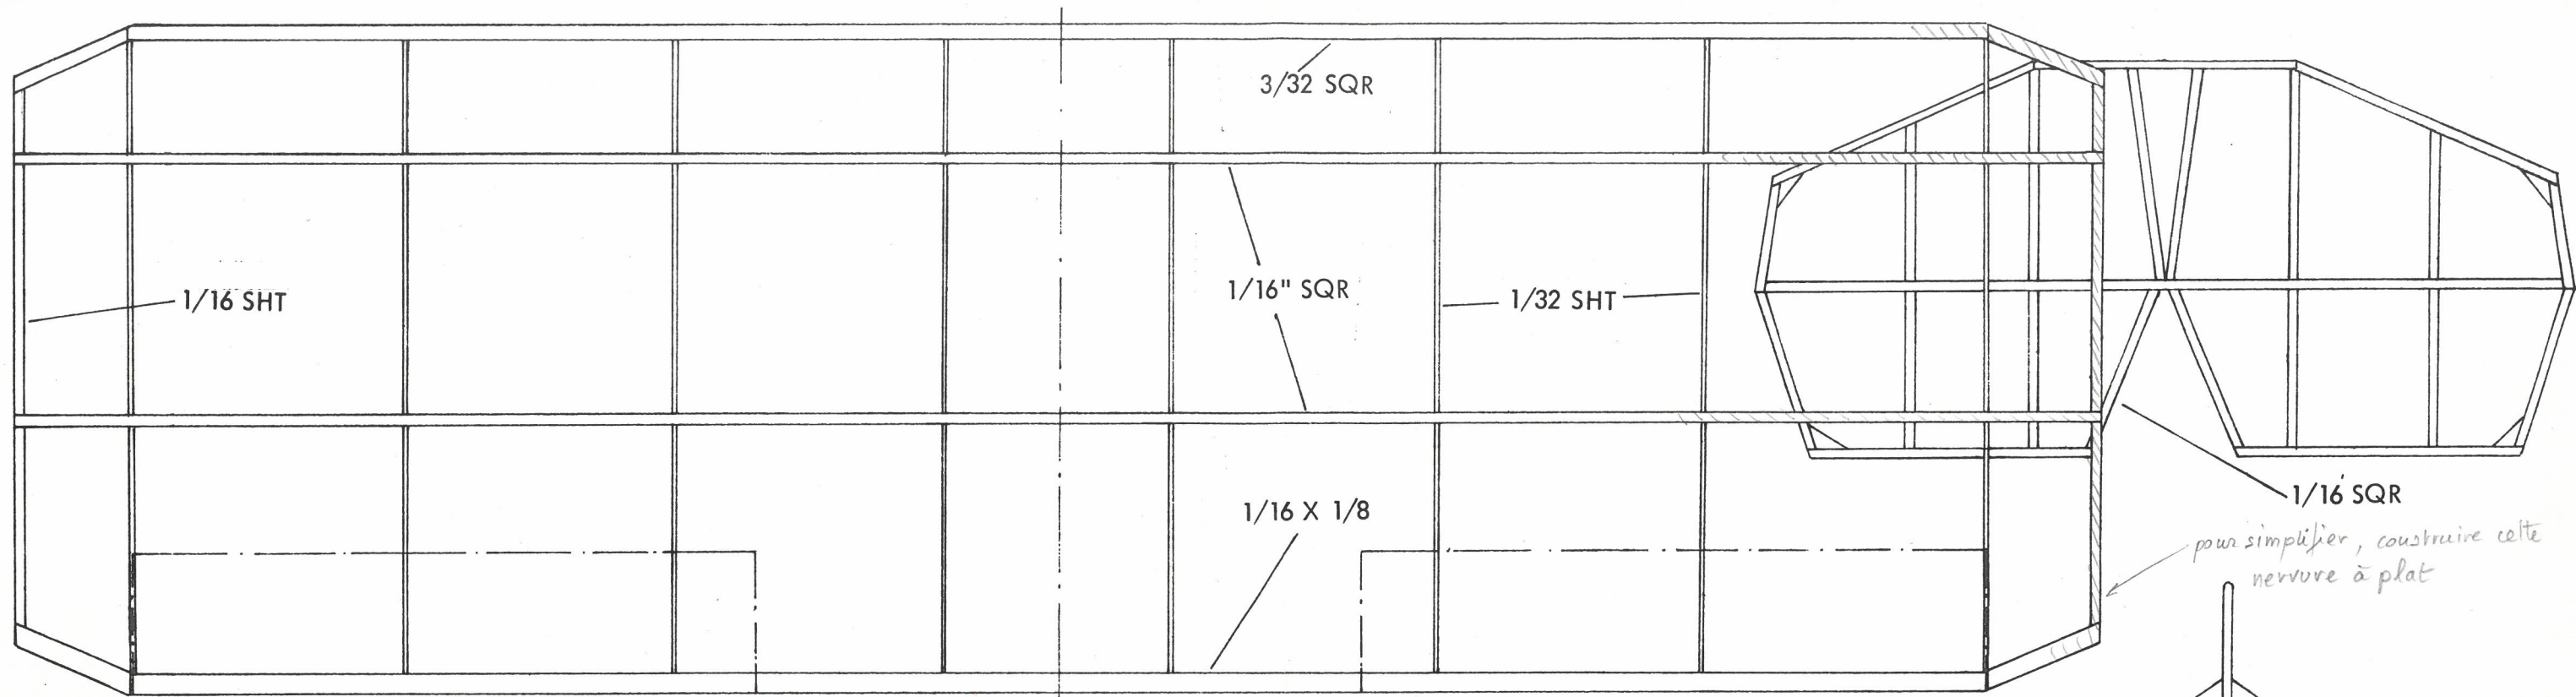 3/32 SQR
1/16" SQR
1/16 SHT
1/32 SHT
1/16 X 1/8
1/16 SQR
pour simplifier, construire cette
nervure à plat